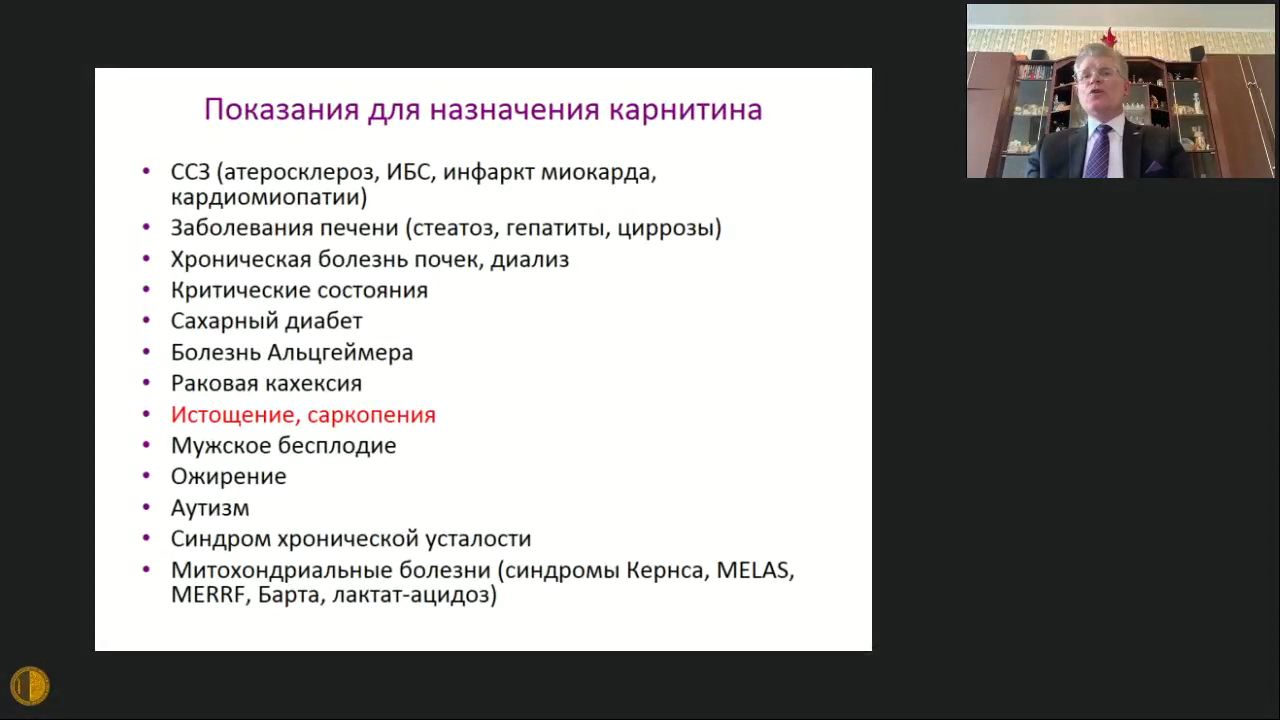 Показания для назначения карнитина
• ССЗ (атеросклероз, ИБС, инфаркт миокарда,
кардиомиопатии)
• Заболевания печени (стеатоз, гепатиты, циррозы)
• Хроническая болезнь почек, диализ
• Критические состояния
• Сахарный диабет
• Болезнь Альцгеймера
• Раковая кахексия
• Истощение, саркопения
• Мужское бесплодие
• Ожирение
• Аутизм
• Синдром хронической усталости
• Митохондриальные болезни (синдромы Кернса, MELAS,
MERRF, Барта, лактат-ацидоз)